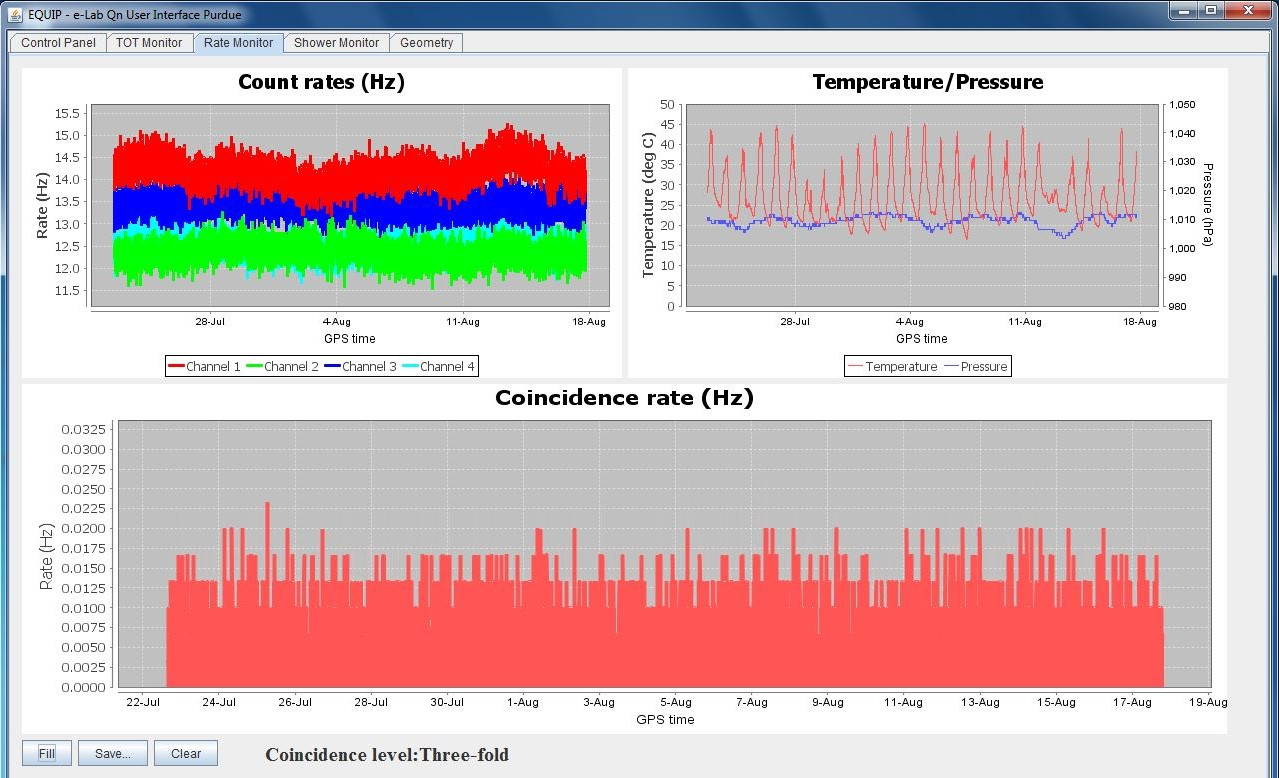 EQUIP - e-Lab Qn User Interface Purdue
Control Panel TOT Monitor Rate Monitor Shower Monitor Geometry
Count rates (Hz)
Rate (Hz)
15.5
15.0
14.5
14.0
13.5
13.0
12.5
12.0
11.5
28-Jul 4-Aug 11-Aug 18-Aug
GPS time
Channel 1 Channel 2 Channel 3 Channel 4
Temperature/Pressure
Temperature (deg C)
50
45
40
35
30
25
20
15
10
5
0
1,050
1,040
1,030
1,020
1,010
1,000
990
980
Pressure (hPa)
28-Jul 4-Aug 11-Aug 18-Aug
GPS time
Temperature Pressure
Coincidence rate (Hz)
Rate (Hz)
0.0325
0.0300
0.0275
0.0250
0.0225
0.0200
0.0175
0.0150
0.0125
0.0100
0.0075
0.0050
0.0025
0.0000
22-Jul 24-Jul 26-Jul 28-Jul 30-Jul 1-Aug 3-Aug 5-Aug 7-Aug 9-Aug 11-Aug 13-Aug 15-Aug 17-Aug 19-Aug
GPS time
Fill Save... Clear Coincidence level:Three-fold